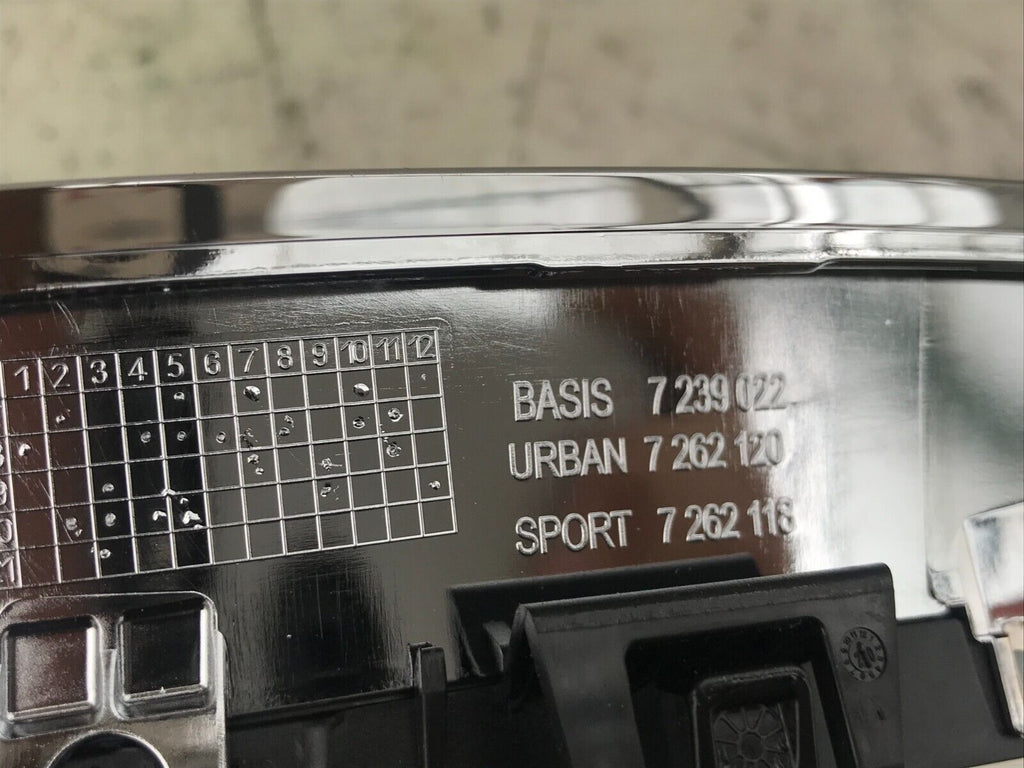 1 2 3 4 5 6 7 8 9 10 11 12
BASIS 7 239 022
URBAN 7 262 120
SPORT 7 262 118